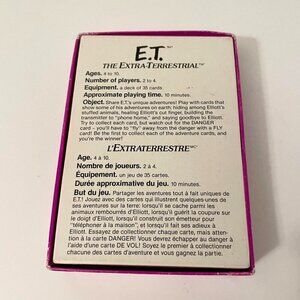 E.T.™
THE EXTRA-TERRESTRIAL™
Ages. 4 to 10.
Number of players. 2 to 4.
Equipment. a deck of 35 cards.
Approximate playing time. 10 minutes.
Object. Share E.T.'s unique adventures! Play with cards that
show some of his adventures on earth: hiding among Elliott's
stuffed animals, healing Elliott's cut finger, building the
transmitter to "phone home," and saying goodbye to Elliott.
Try to collect each card, but watch out for the DANGER
card - you'll have to "fly" away from the danger with a FLY
card! Be the first to collect each of the adventure cards, and
you're the winner!
L'EXTRATERRESTRE MC
Age. 4 à 10.
Nombre de joueurs. 2 à 4.
Équipement. un jeu de 35 cartes.
Durée approximative du jeu. 10 minutes.
But du jeu. Partager les aventures tout à fait uniques de
E.T.! Jouez avec des cartes qui illustrent quelques-unes
de ses aventures sur la terre: lorsqu'il se cache parmi les
animaux rembourrés d'Elliott, lorsqu'il guérit la coupure sur
le doigt d'Elliott, lorsqu'il construit son émetteur pour
«téléphoner à la maison", et lorsqu'il fait ses adieux à
Elliott. Essayez de collectionner chaque carte, mais atten-
tion à la carte DANGER! Vous devrez échapper au danger
à l'aide d'une carte DE VOL! Soyez le premier à collectionner
chacune des cartes d'aventure et vous gagnez la partie.